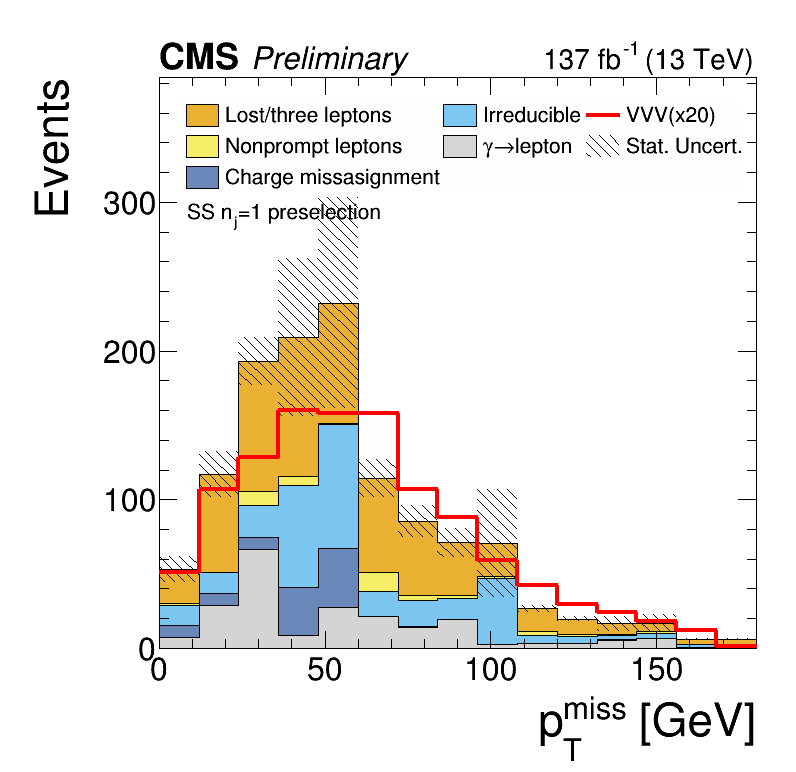 CMS Preliminary 137 fb-1 (13 TeV)
Events
Lost/three leptons
Irreducible
VVV(x20)
Nonprompt leptons
γ→lepton
Stat. Uncert.
Charge missasignment
SS nj=1 preselection
300
200
100
0
0 50 100 150
pTmiss [GeV]